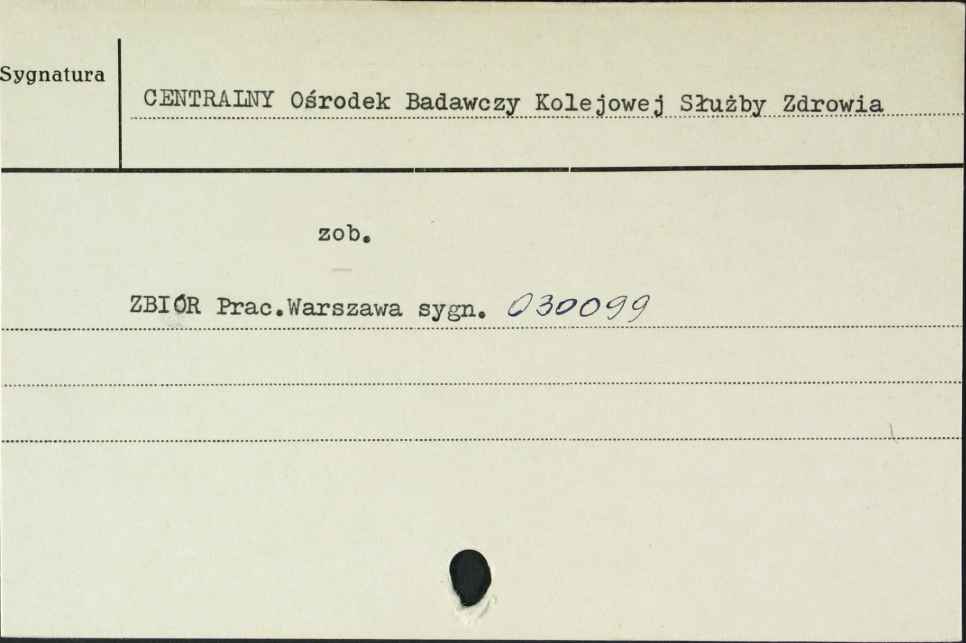 Sygnatura
CENTRALNY Ośrodek Badawczy Kolejowej Służby Zdrowia
zob.
ZBIÓR Prac.Warszawa sygn. 030099